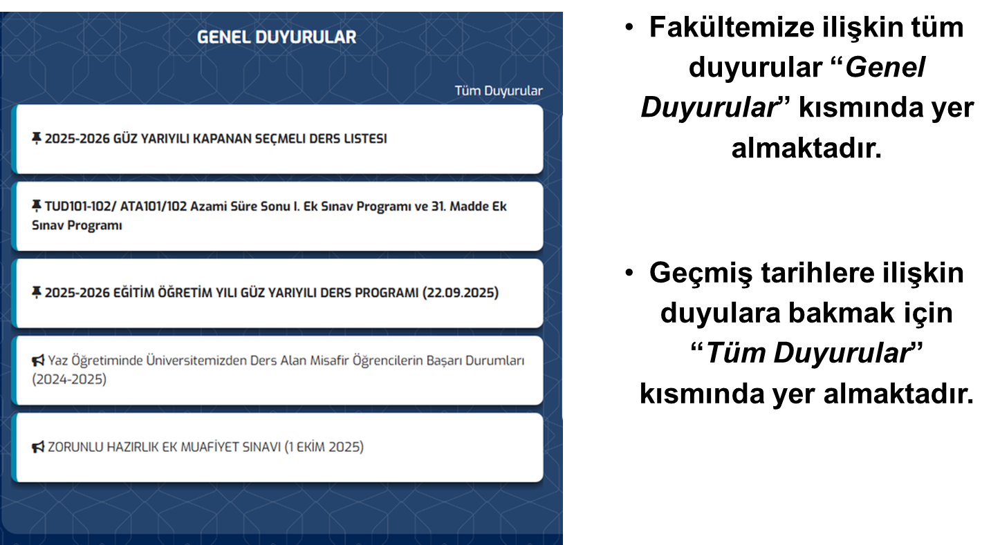 GENEL DUYURULAR
Tüm Duyurular
2025-2026 GÜZ YARIYILI KAPANAN SEÇMELI DERS LISTESI
TUD101-102/ ATA101/102 Azami Süre Sonu I. Ek Sınav Programı ve 31. Madde Ek
Sınav Programı
2025-2026 EĞİTİM ÖĞRETİM YILI GÜZ YARIYILI DERS PROGRAMI (22.09.2025)
Yaz Öğretiminde Üniversitemizden Ders Alan Misafir Öğrencilerin Başarı Durumları
(2024-2025)
ZORUNLU HAZIRLIK EK MUAFİYET SINAVI (1 EKİM 2025)
• Fakültemize ilişkin tüm
duyurular “Genel
Duyurular” kısmında yer
almaktadır.
• Geçmiş tarihlere ilişkin
duyulara bakmak için
“Tüm Duyurular”
kısmında yer almaktadır.